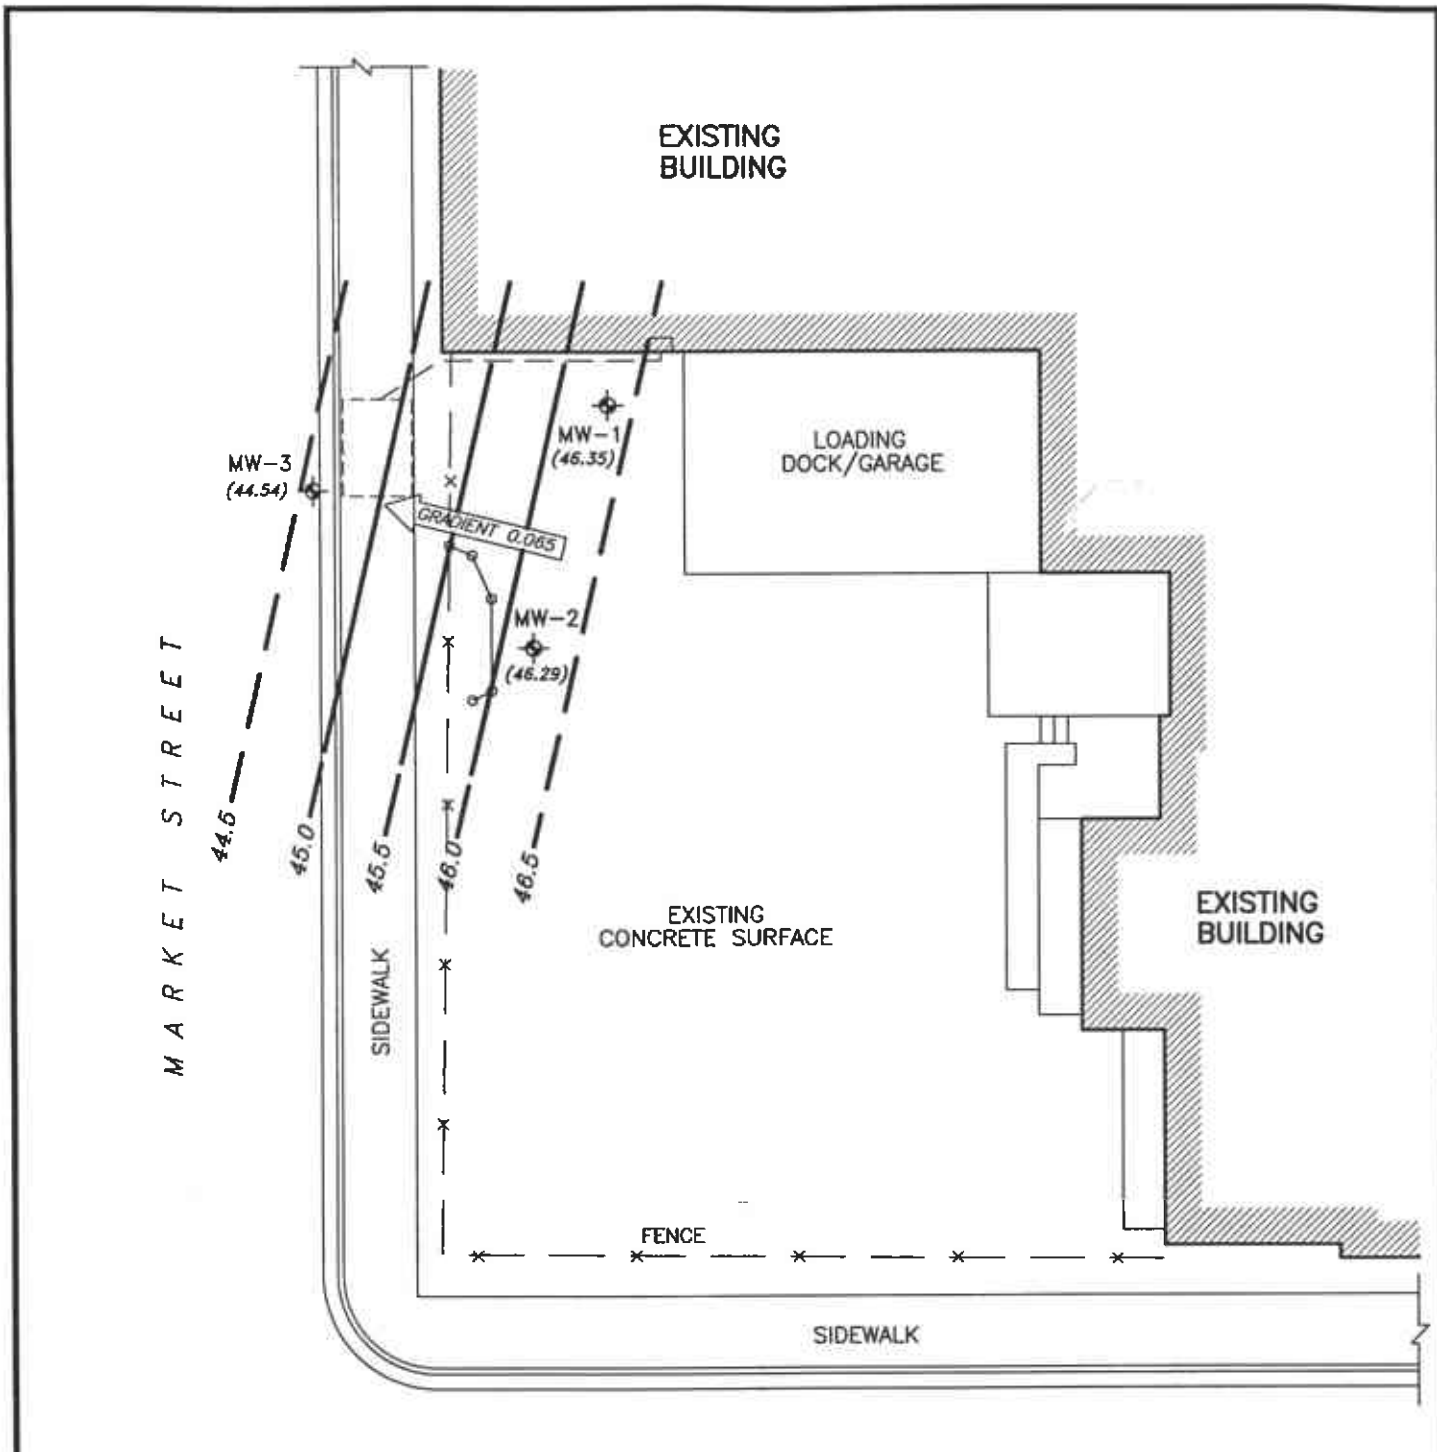 EXISTING
BUILDING
LOADING
DOCK/GARAGE
MW-1
(46.35)
MW-3
(44.54)
GRADIENT 0.065
MW-2
(46.29)
MARKET STREET
44.5
45.0
45.5
46.0
46.5
EXISTING
CONCRETE SURFACE
EXISTING
BUILDING
SIDEWALK
FENCE
SIDEWALK